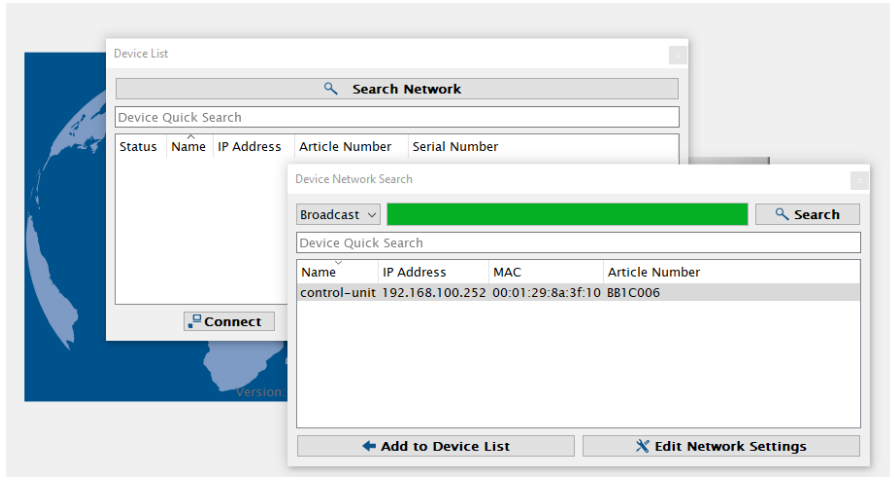 Device List
Search Network
Device Quick Search
Status Name IP Address Article Number Serial Number
Connect
Version:
Device Network Search
Broadcast Search
Device Quick Search
Name IP Address MAC Article Number
control-unit 192.168.100.252 00:01:29:8a:3f:10 BB1C006
Add to Device List Edit Network Settings